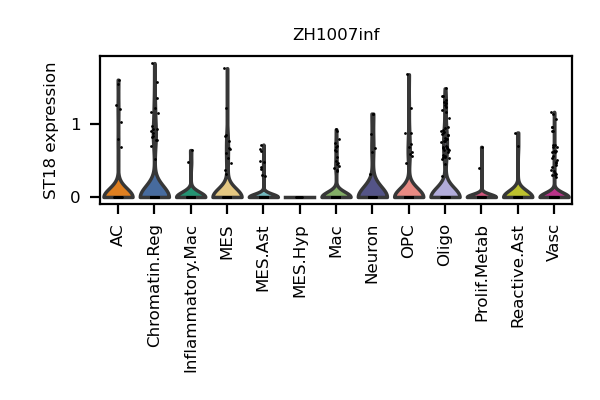 ZH1007inf
ST18 expression
1
0
AC
Chromatin.Reg
Inflammatory.Mac
MES
MES.Ast
MES.Hyp
Mac
Neuron
OPC
Oligo
Prolif.Metab
Reactive.Ast
Vasc